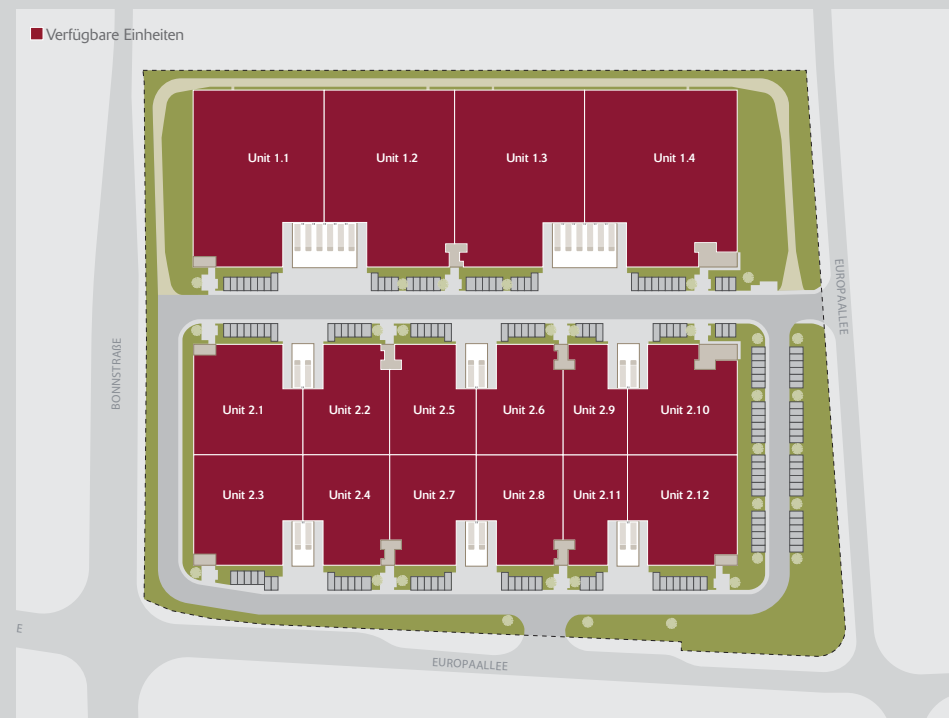 Verfügbare Einheiten
Unit 1.1
Unit 1.2
Unit 1.3
Unit 1.4
EUROPAALLEE
BONNSTRAßE
Unit 2.1
Unit 2.2
Unit 2.5
Unit 2.6
Unit 2.9
Unit 2.10
Unit 2.3
Unit 2.4
Unit 2.7
Unit 2.8
Unit 2.11
Unit 2.12
E
EUROPAALLEE